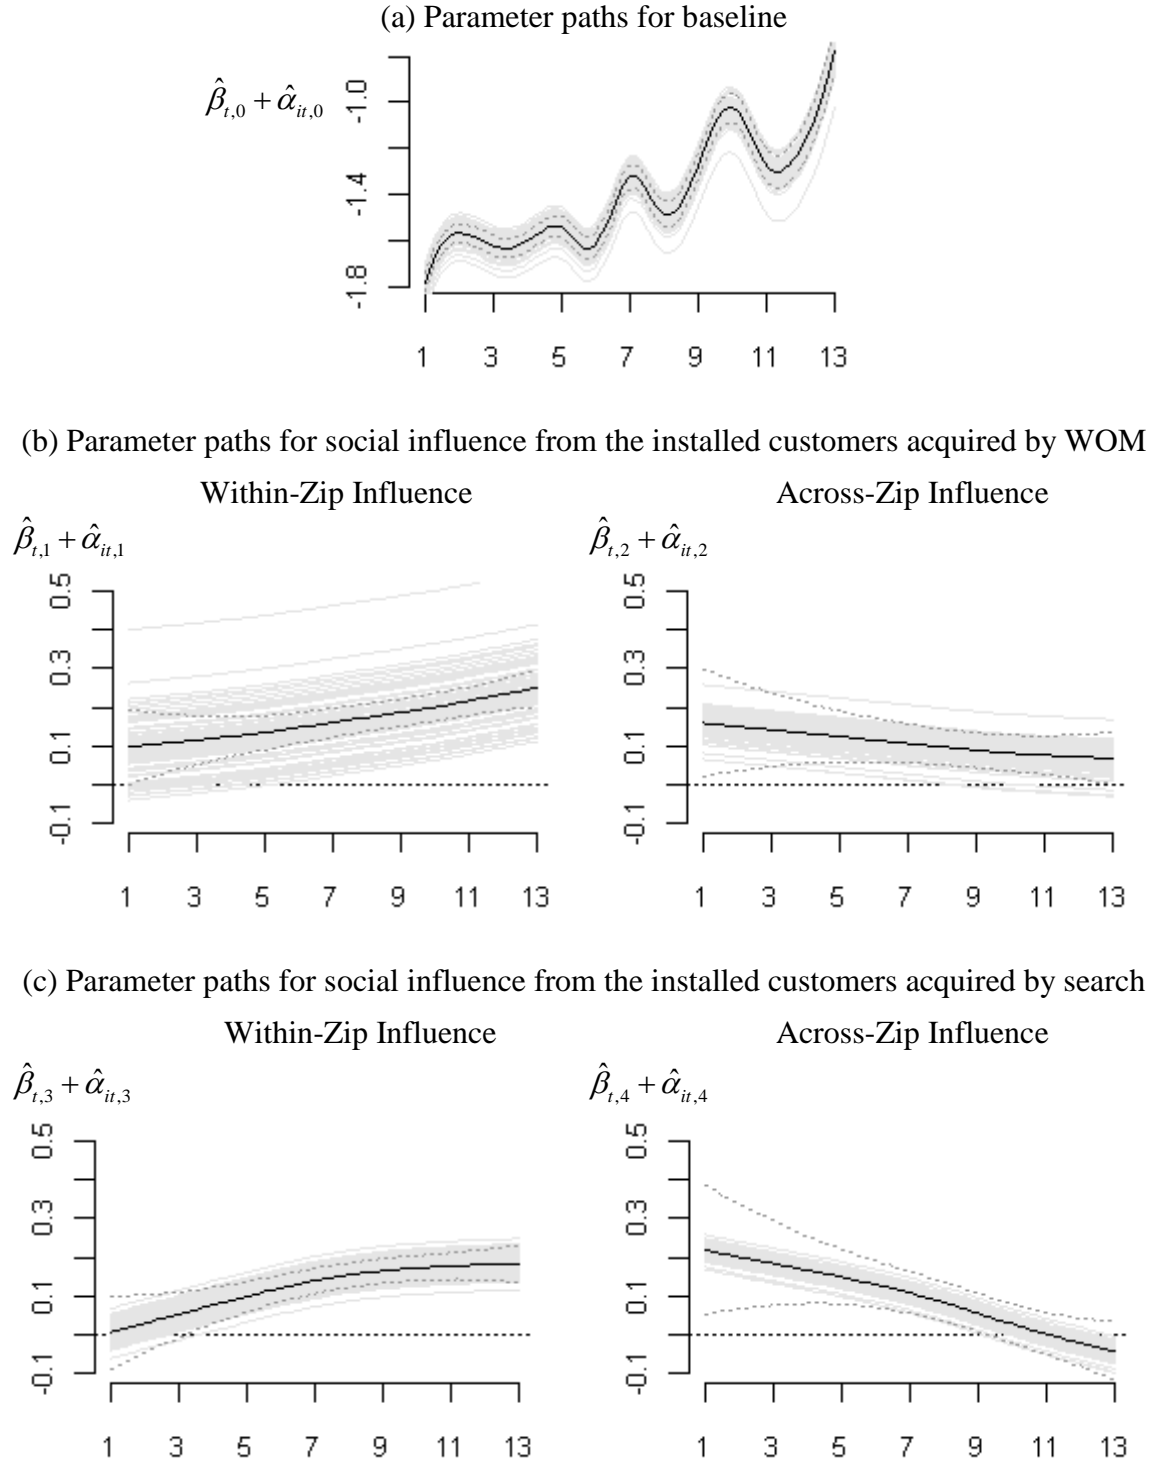 (a) Parameter paths for baseline
β̂t,0 + α̂it,0
-1.0
-1.4
-1.8
1 3 5 7 9 11 13
(b) Parameter paths for social influence from the installed customers acquired by WOM
Within-Zip Influence Across-Zip Influence
β̂t,1 + α̂it,1 β̂t,2 + α̂it,2
0.5 0.5
0.3 0.3
0.1 0.1
-0.1 -0.1
1 3 5 7 9 11 13 1 3 5 7 9 11 13
(c) Parameter paths for social influence from the installed customers acquired by search
Within-Zip Influence Across-Zip Influence
β̂t,3 + α̂it,3 β̂t,4 + α̂it,4
0.5 0.5
0.3 0.3
0.1 0.1
-0.1 -0.1
1 3 5 7 9 11 13 1 3 5 7 9 11 13